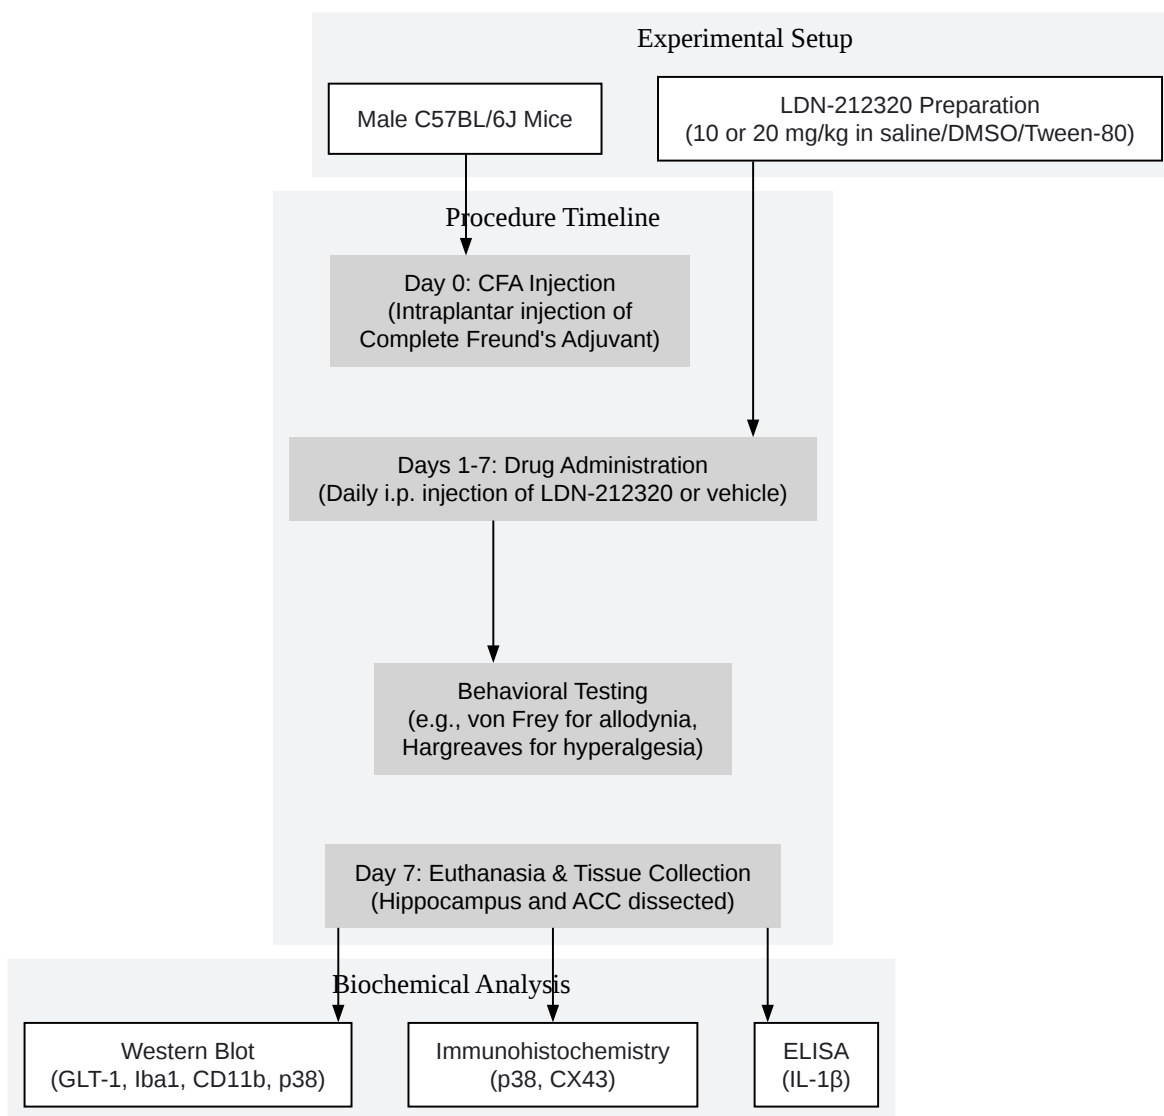 Experimental Setup
Male C57BL/6J Mice
LDN-212320 Preparation
(10 or 20 mg/kg in saline/DMSO/Tween-80)
Procedure Timeline
Day 0: CFA Injection
(Intraplantar injection of
Complete Freund's Adjuvant)
Days 1-7: Drug Administration
(Daily i.p. injection of LDN-212320 or vehicle)
Behavioral Testing
(e.g., von Frey for allodynia,
Hargreaves for hyperalgesia)
Day 7: Euthanasia & Tissue Collection
(Hippocampus and ACC dissected)
Biochemical Analysis
Western Blot
(GLT-1, Iba1, CD11b, p38)
Immunohistochemistry
(p38, CX43)
ELISA
(IL-1β)